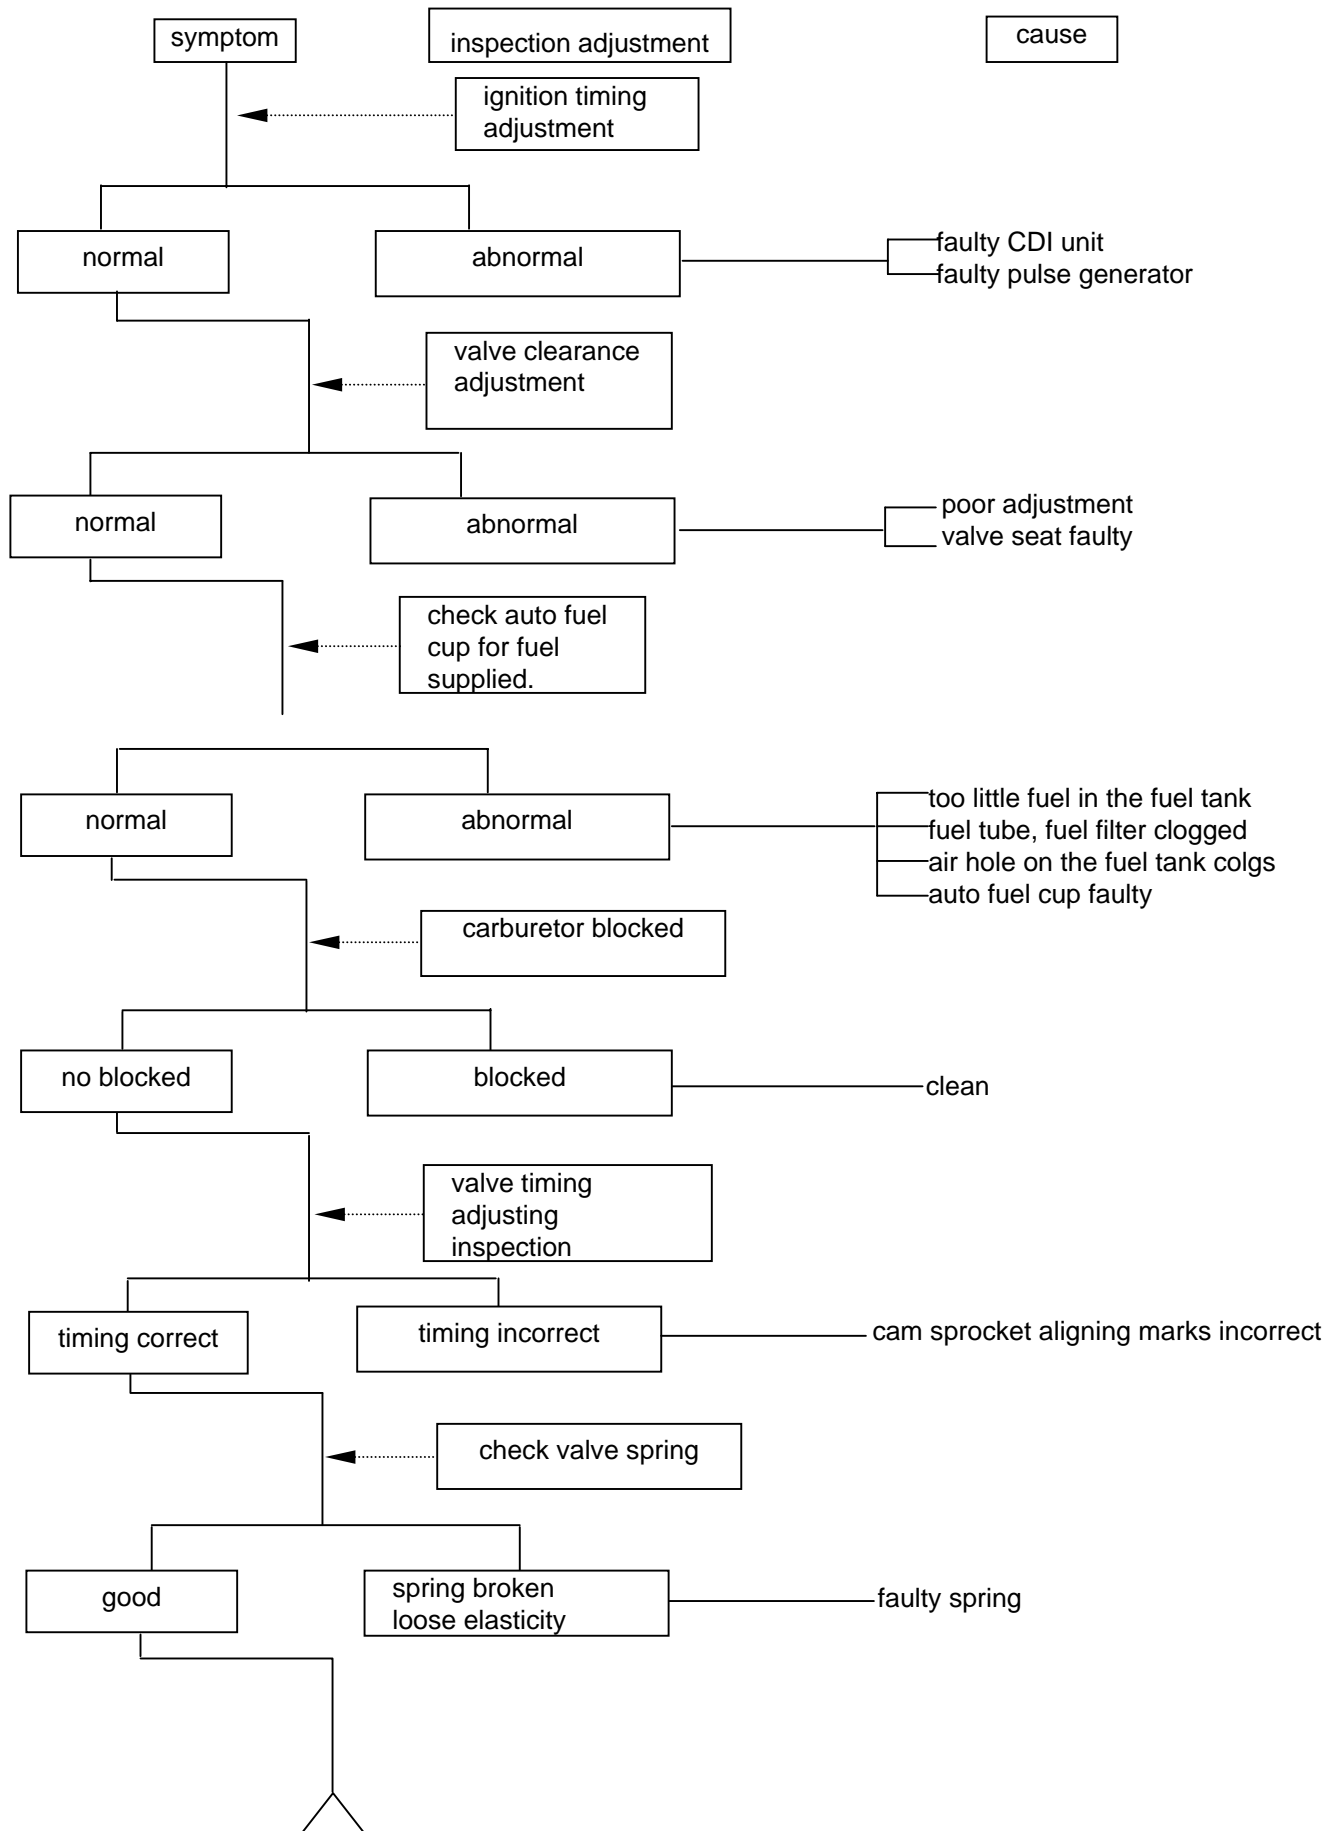 symptom
inspection adjustment
cause
ignition timing
adjustment
normal
abnormal
faulty CDI unit
faulty pulse generator
valve clearance
adjustment
normal
abnormal
poor adjustment
valve seat faulty
check auto fuel
cup for fuel
supplied.
normal
abnormal
too little fuel in the fuel tank
fuel tube, fuel filter clogged
air hole on the fuel tank colgs
auto fuel cup faulty
carburetor blocked
no blocked
blocked
clean
valve timing
adjusting
inspection
timing correct
timing incorrect
cam sprocket aligning marks incorrect
check valve spring
good
spring broken
loose elasticity
faulty spring